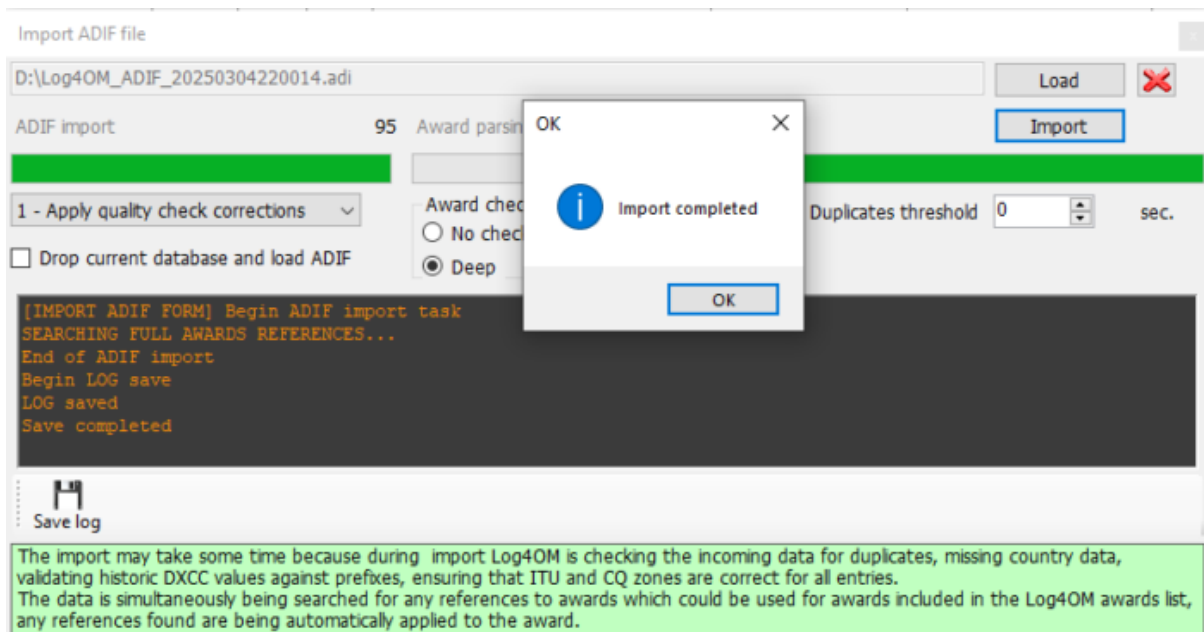 Import ADIF file
D:\Log4OM_ADIF_20250304220014.adi
Load
ADIF import 95 Award parsin
Import
OK
Import completed
OK
1 - Apply quality check corrections
Award chec
No chec
Deep
Duplicates threshold 0 sec.
Drop current database and load ADIF
[IMPORT ADIF FORM] Begin ADIF import task
SEARCHING FULL AWARDS REFERENCES...
End of ADIF import
Begin LOG save
LOG saved
Save completed
Save log
The import may take some time because during import Log4OM is checking the incoming data for duplicates, missing country data,
validating historic DXCC values against prefixes, ensuring that ITU and CQ zones are correct for all entries.
The data is simultaneously being searched for any references to awards which could be used for awards included in the Log4OM awards list,
any references found are being automatically applied to the award.